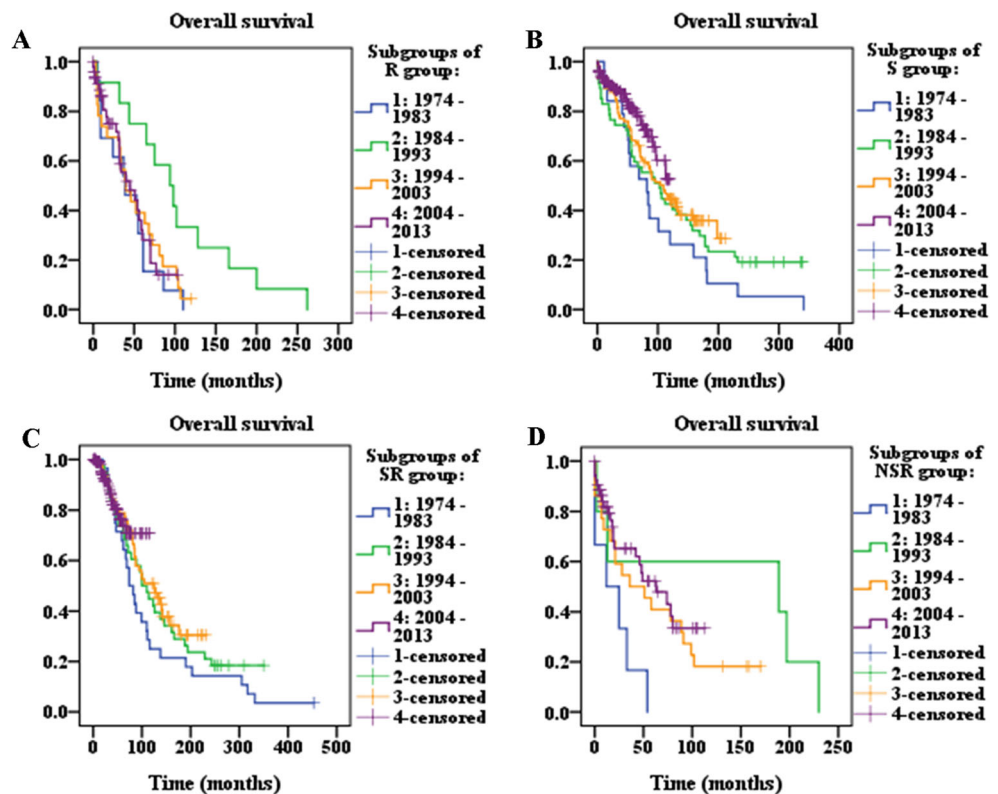 A
Overall survival
1.0
0.8
0.6
0.4
0.2
0.0
0 50 100 150 200 250 300
Time (months)
Subgroups of
R group:
1: 1974 -
1983
2: 1984 -
1993
3: 1994 -
2003
4: 2004 -
2013
1-censored
2-censored
3-censored
4-censored
B
Overall survival
1.0
0.8
0.6
0.4
0.2
0.0
0 100 200 300 400
Time (months)
Subgroups of
S group:
1: 1974 -
1983
2: 1984 -
1993
3: 1994 -
2003
4: 2004 -
2013
1-censored
2-censored
3-censored
4-censored
C
Overall survival
1.0
0.8
0.6
0.4
0.2
0.0
0 100 200 300 400 500
Time (months)
Subgroups of
SR group:
1: 1974 -
1983
2: 1984 -
1993
3: 1994 -
2003
4: 2004 -
2013
1-censored
2-censored
3-censored
4-censored
D
Overall survival
1.0
0.8
0.6
0.4
0.2
0.0
0 50 100 150 200 250
Time (months)
Subgroups of
NSR group:
1: 1974 -
1983
2: 1984 -
1993
3: 1994 -
2003
4: 2004 -
2013
1-censored
2-censored
3-censored
4-censored